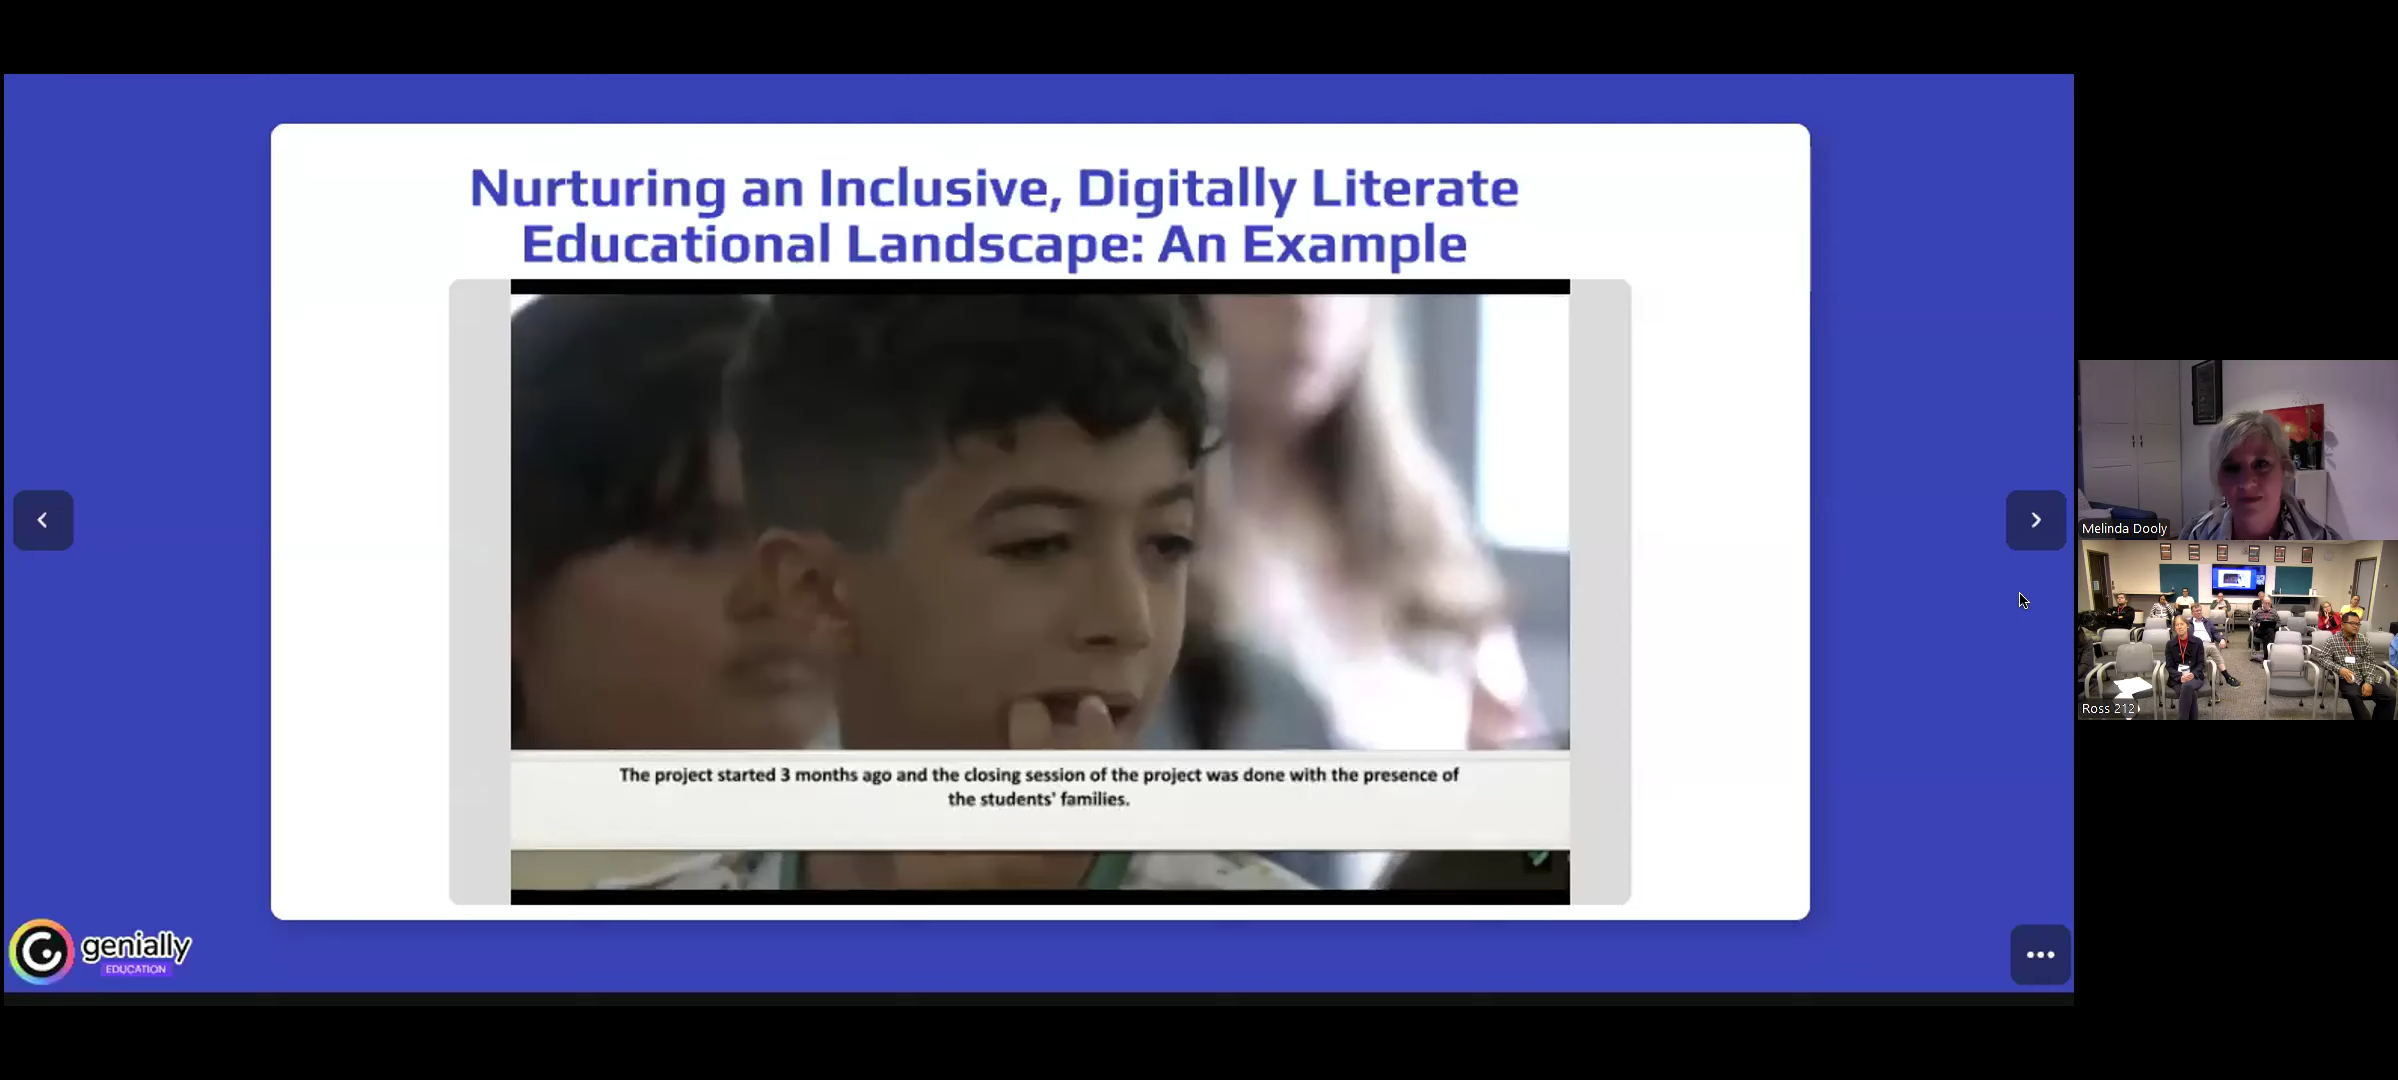 Nurturing an Inclusive, Digitally Literate
Educational Landscape: An Example
The project started 3 months ago and the closing session of the project was done with the presence of
the students' families.
genially
EDUCATION
Melinda Dooly
Ross 212